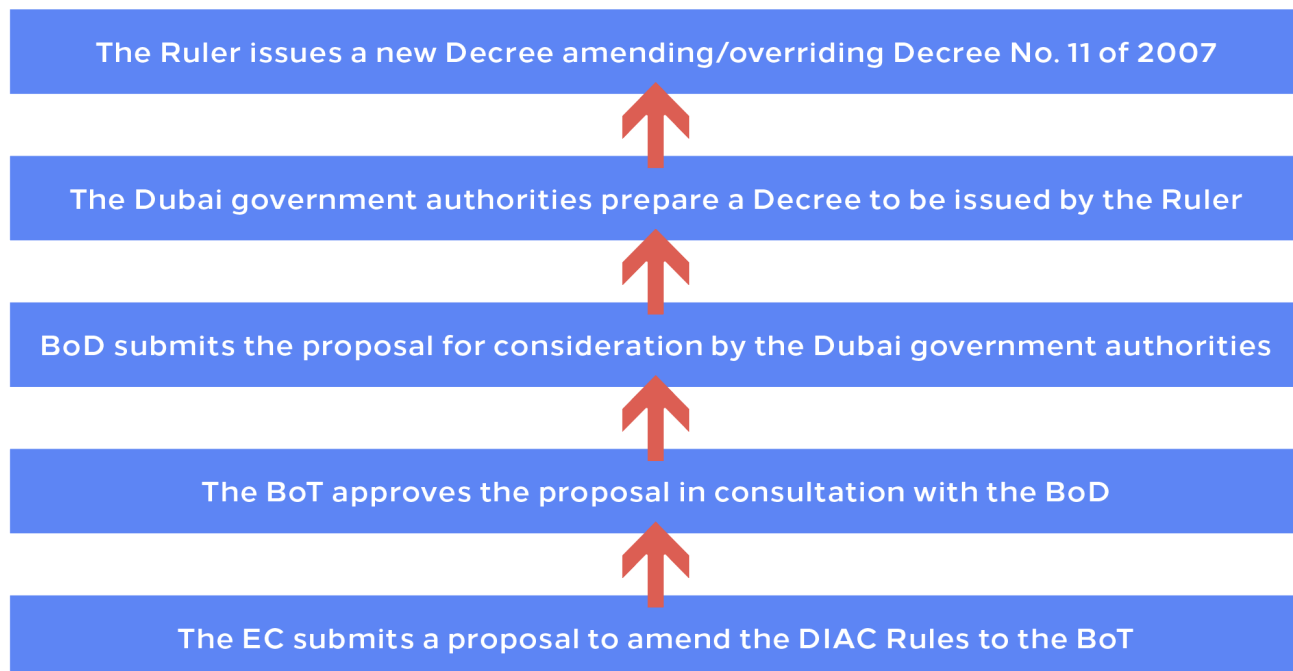 The Ruler issues a new Decree amending/overriding Decree No. 11 of 2007
The Dubai government authorities prepare a Decree to be issued by the Ruler
BoD submits the proposal for consideration by the Dubai government authorities
The BoT approves the proposal in consultation with the BoD
The EC submits a proposal to amend the DIAC Rules to the BoT